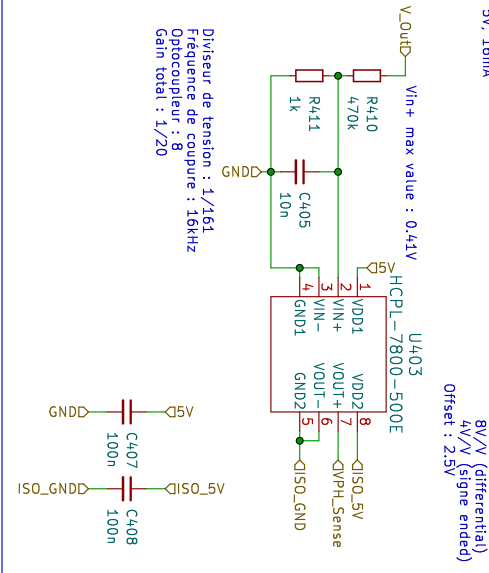 5V, 16mA
V_Out
Vin+ max value : 0.41V
R410
470k
R411
1k
GND
C405
10n
Diviseur de tension : 1/161
Fréquence de coupure : 16kHz
Optocoupleur : 8
Gain total : 1/20
5V
U403
HCPL-7800-500E
1
2
3
4
VDD1
VIN+
VIN-
GND1
VDD2
VOUT+
VOUT-
GND2
8
7
6
5
ISO_5V
VPH_Sense
ISO_GND
8V/V (differential)
4V/V (signe ended)
Offset : 2.5V
GND
5V
C407
100n
ISO_GND
ISO_5V
C408
100n